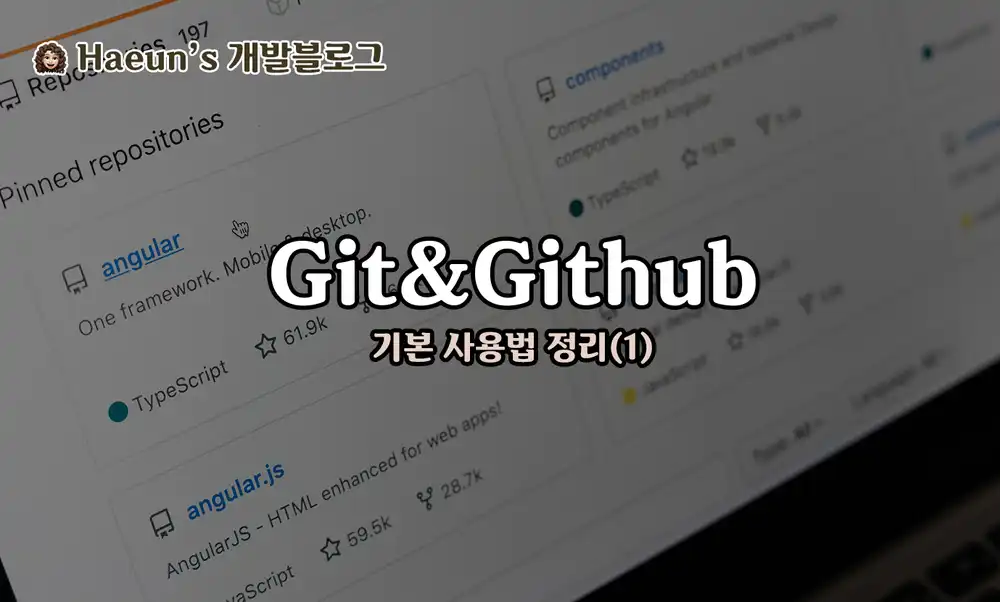 Haeun's 개발블로그
197
Pinned repositories
angular
One framework. Mobile & desktop.
61.9k
TypeScript
angular.js
AngularJS - HTML enhanced for web apps!
59.5k
28.7k
components
Component infrastructure and
components for Angular
TypeScript
Git&Github
기본 사용법 정리(1)
JavaScript